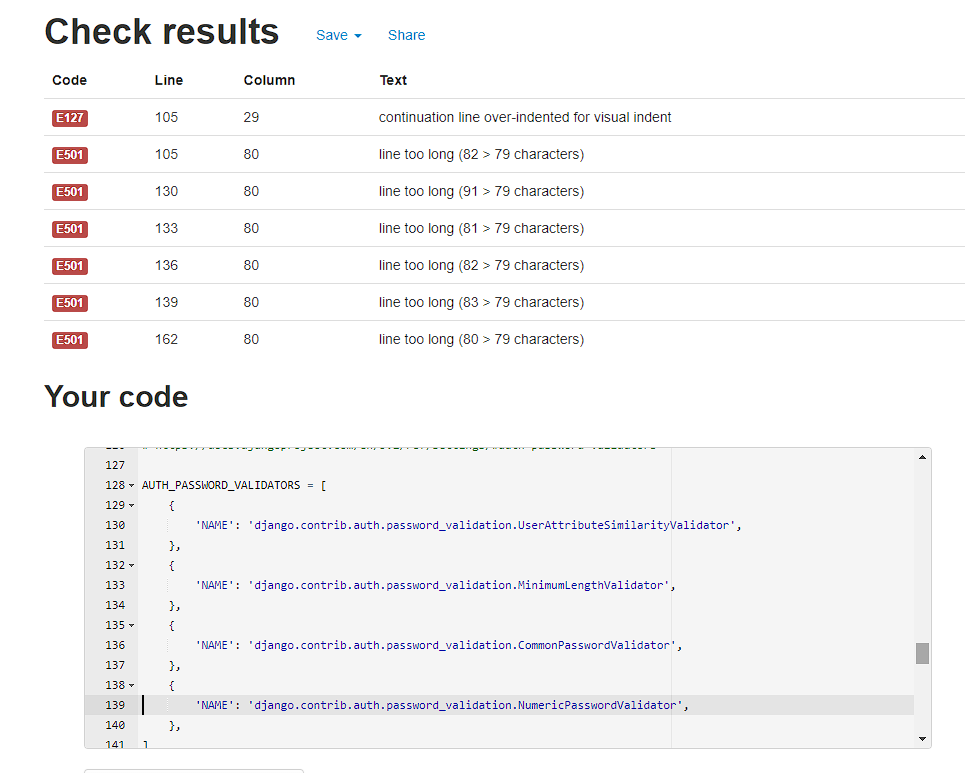 Check results Save Share
Code Line Column Text
E127 105 29 continuation line over-indented for visual indent
E501 105 80 line too long (82 > 79 characters)
E501 130 80 line too long (91 > 79 characters)
E501 133 80 line too long (81 > 79 characters)
E501 136 80 line too long (82 > 79 characters)
E501 139 80 line too long (83 > 79 characters)
E501 162 80 line too long (80 > 79 characters)
Your code
127
128 AUTH_PASSWORD_VALIDATORS = [
129 {
130 'NAME': 'django.contrib.auth.password_validation.UserAttributeSimilarityValidator',
131 },
132 {
133 'NAME': 'django.contrib.auth.password_validation.MinimumLengthValidator',
134 },
135 {
136 'NAME': 'django.contrib.auth.password_validation.CommonPasswordValidator',
137 },
138 {
139 'NAME': 'django.contrib.auth.password_validation.NumericPasswordValidator',
140 },
141 ]